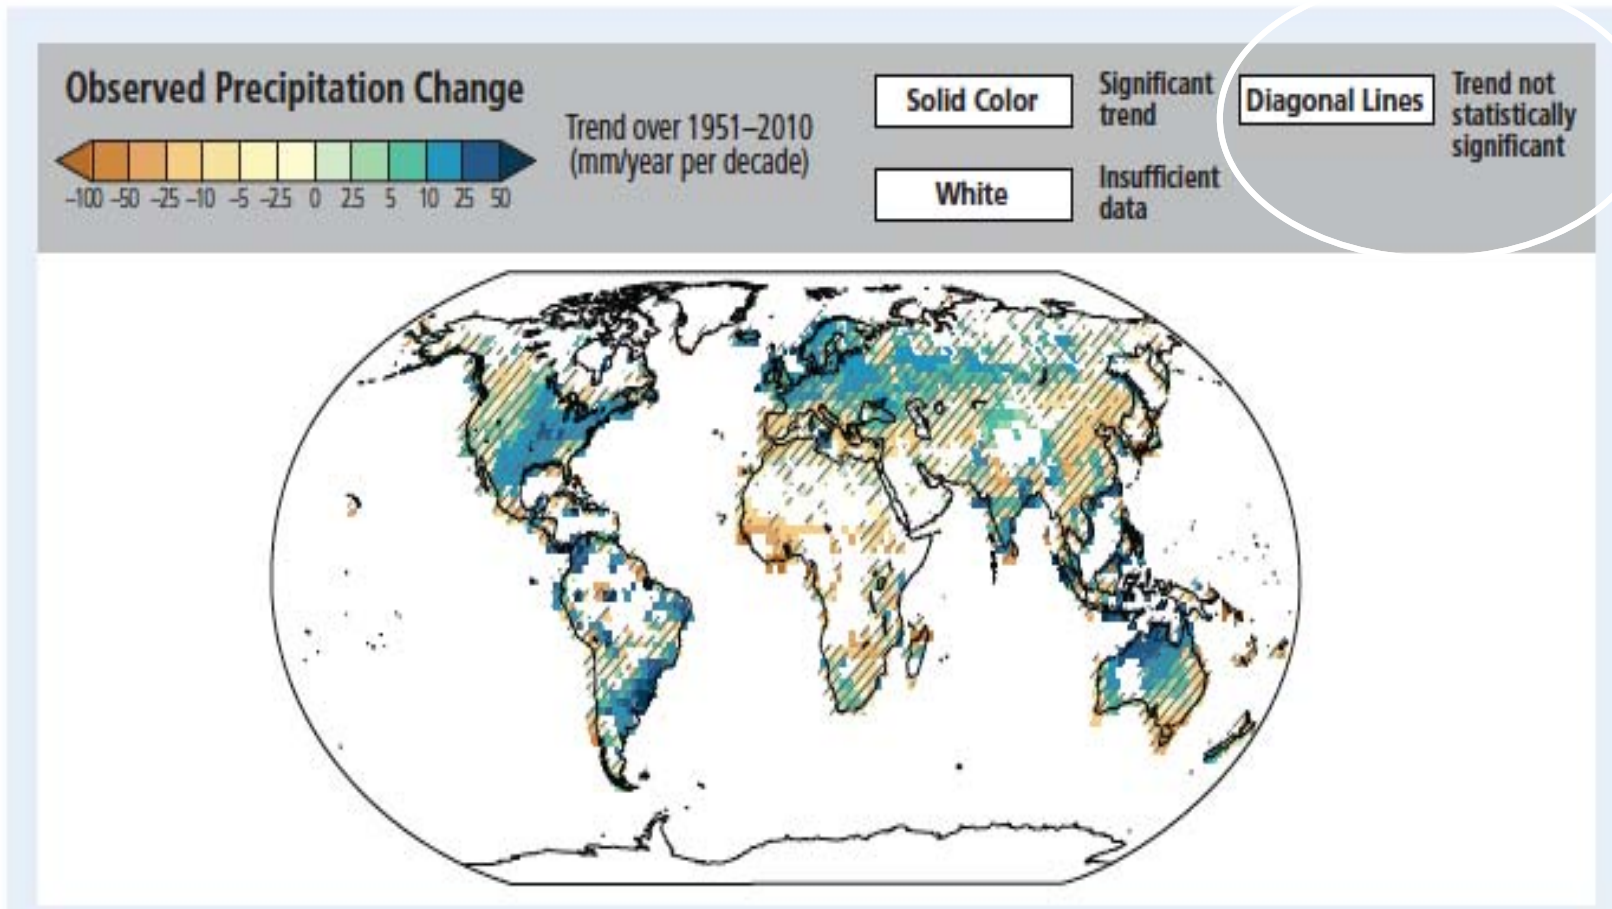 Observed Precipitation Change
–100 –50 –25 –10 –5 –2.5 0 2.5 5 10 25 50
Trend over 1951–2010
(mm/year per decade)
Solid Color
Significant
trend
White
Insufficient
data
Diagonal Lines
Trend not
statistically
significant